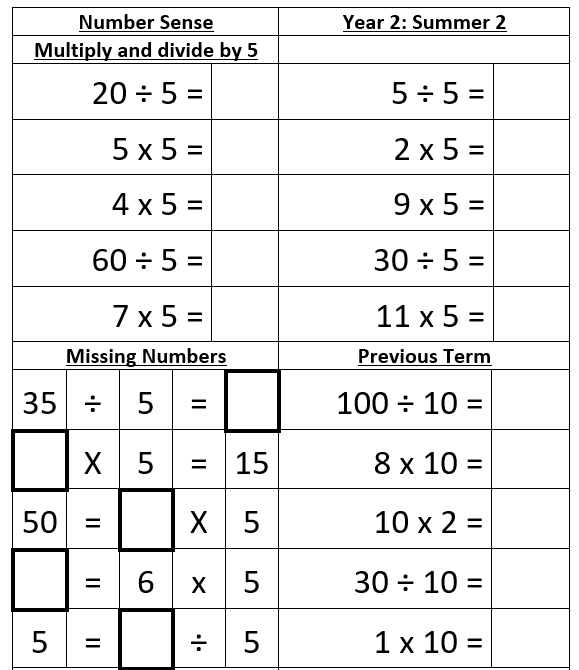 Number Sense Year 2: Summer 2
Multiply and divide by 5
20 ÷ 5 = 5 ÷ 5 =
5 x 5 = 2 x 5 =
4 x 5 = 9 x 5 =
60 ÷ 5 = 30 ÷ 5 =
7 x 5 = 11 x 5 =
Missing Numbers Previous Term
35 ÷ 5 = 100 ÷ 10 =
X 5 = 15 8 x 10 =
50 = X 5 10 x 2 =
= 6 x 5 30 ÷ 10 =
5 = ÷ 5 1 x 10 =